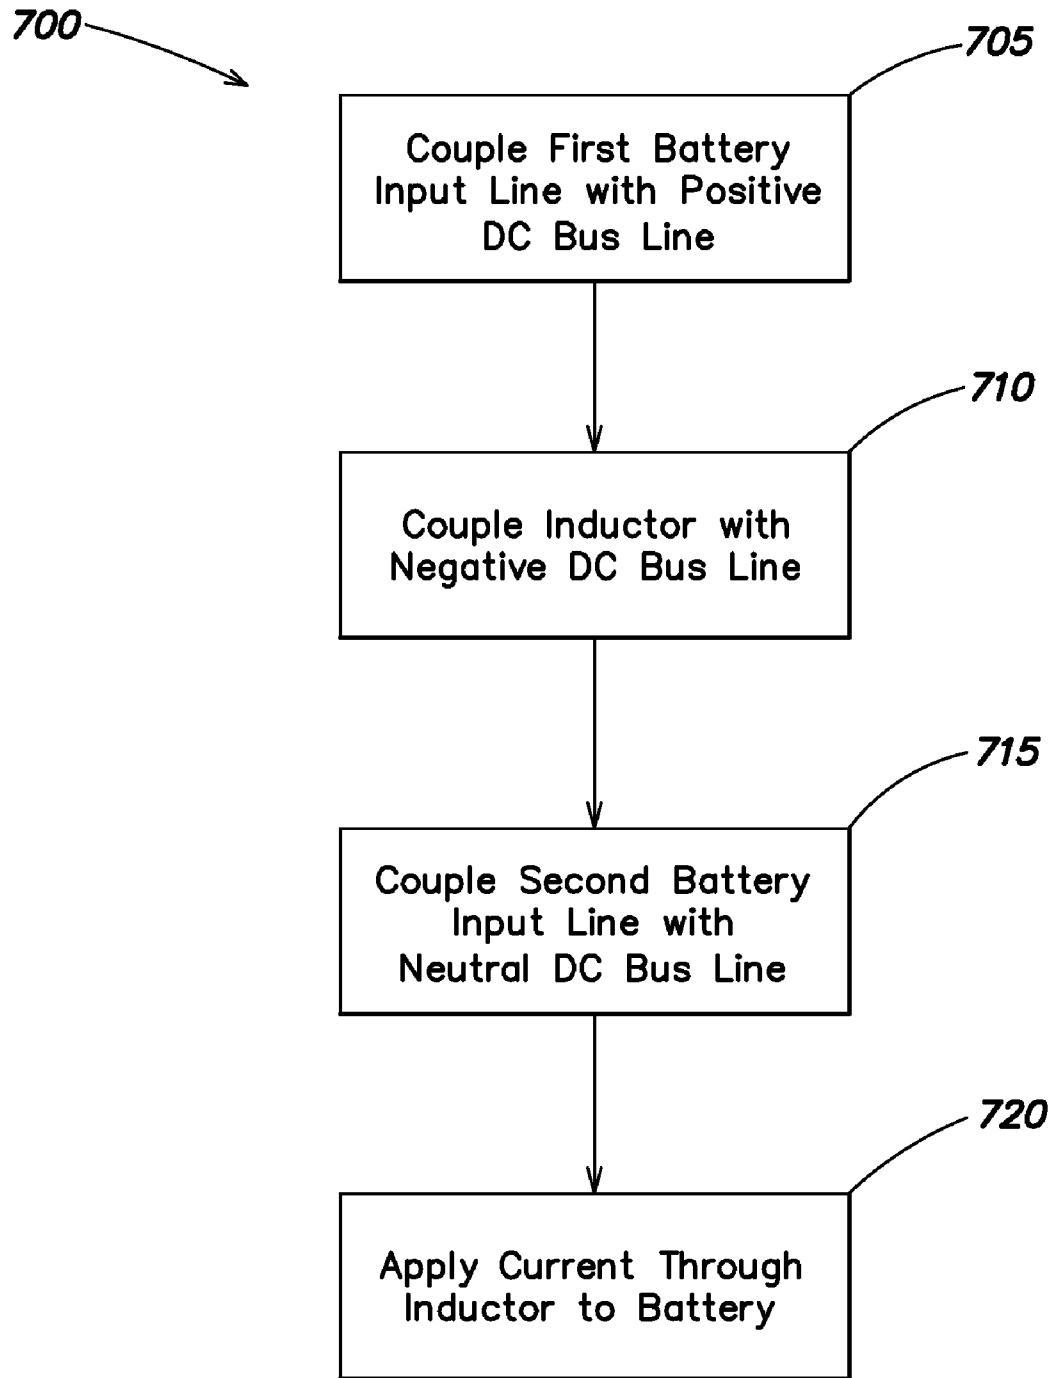 700
705
Couple First Battery
Input Line with Positive
DC Bus Line
710
Couple Inductor with
Negative DC Bus Line
715
Couple Second Battery
Input Line with
Neutral DC Bus Line
720
Apply Current Through
Inductor to Battery